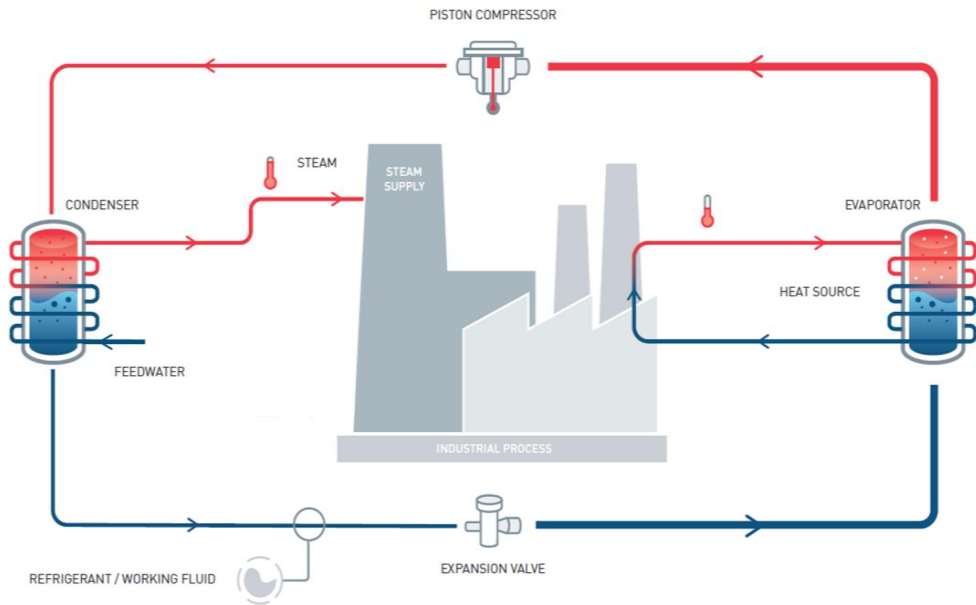 PISTON COMPRESSOR
STEAM
STEAM
SUPPLY
CONDENSER
EVAPORATOR
HEAT SOURCE
FEEDWATER
INDUSTRIAL PROCESS
EXPANSION VALVE
REFRIGERANT / WORKING FLUID